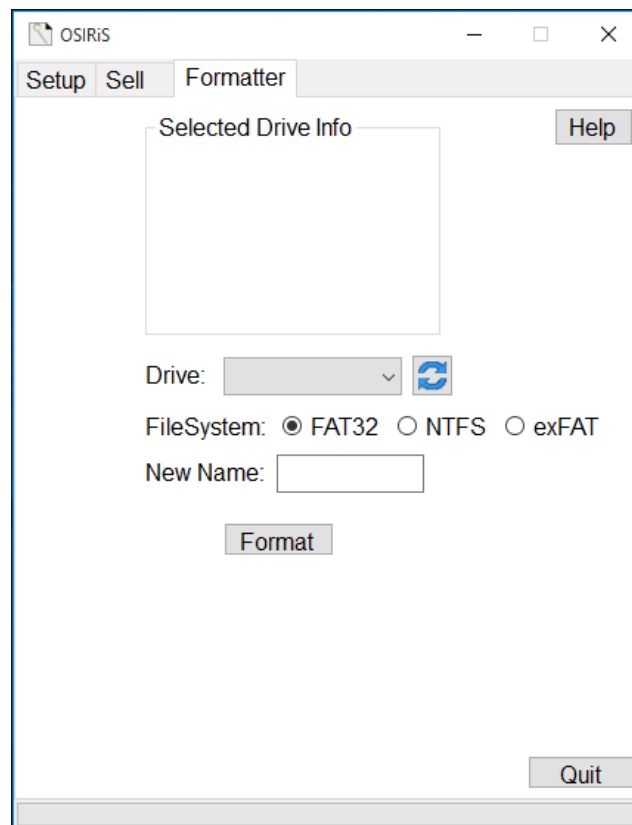 OSIRiS
Setup Sell Formatter
Selected Drive Info Help
Drive:
FileSystem: FAT32 NTFS exFAT
New Name:
Format
Quit